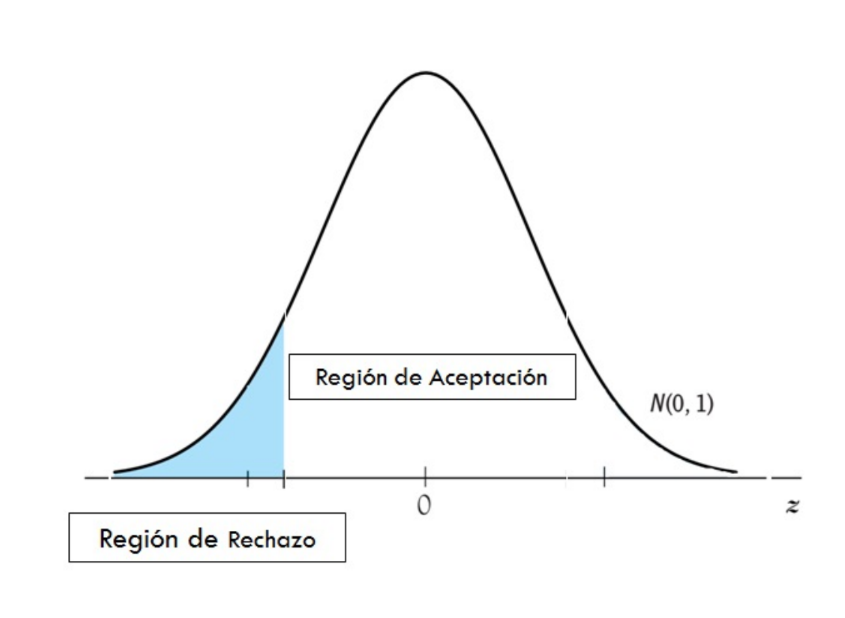 Región de Aceptación
N(0, 1)
0
z
Región de Rechazo